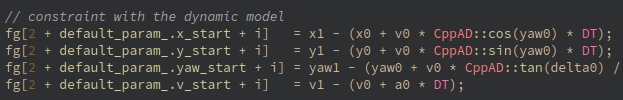 // constraint with the dynamic model
fg[2 + default_param_.x_start + i]   = x1 - (x0 + v0 * CppAD::cos(yaw0) * DT);
fg[2 + default_param_.y_start + i]   = y1 - (y0 + v0 * CppAD::sin(yaw0) * DT);
fg[2 + default_param_.yaw_start + i] = yaw1 - (yaw0 + v0 * CppAD::tan(delta0) /
fg[2 + default_param_.v_start + i]   = v1 - (v0 + a0 * DT);